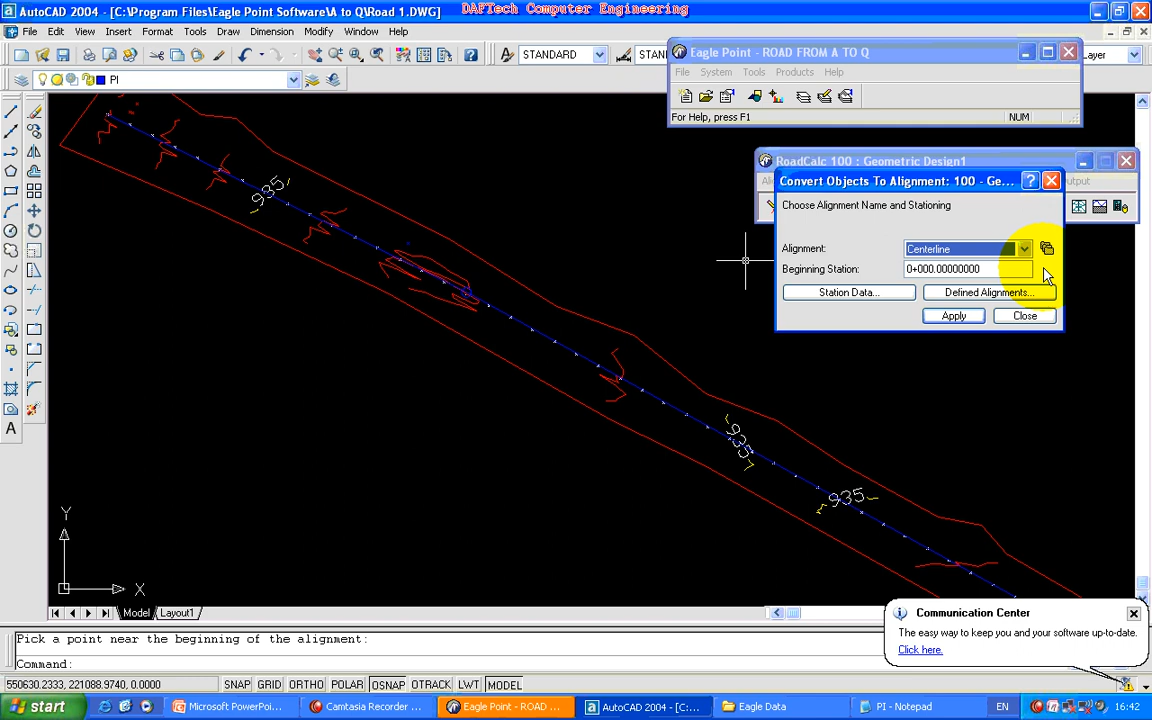 AutoCAD 2004 - [C:\Program Files\Eagle Point Software\A to Q\Road 1.DWG]
DAFTech Computer Engineering
File Edit View Insert Format Tools Draw Dimension Modify Window Help
STANDARD
STAND
Layer
PI
Eagle Point - ROAD FROM A TO Q
File System Tools Products Help
For Help, press F1
NUM
RoadCalc 100 : Geometric Design1
utput
Convert Objects To Alignment: 100 - Ge...
Choose Alignment Name and Stationing
Alignment:
Centerline
Beginning Station:
0+000.00000000
Station Data...
Defined Alignments...
Apply
Close
935
935
935
Y
X
Model
Layout1
Communication Center
The easy way to keep you and your software up-to-date.
Click here.
Pick a point near the beginning of the alignment:
Command:
550630.2333, 221088.9740, 0.0000
SNAP GRID ORTHO POLAR OSNAP OTRACK LWT MODEL
start
Microsoft PowerPoi...
Camtasia Recorder ...
Eagle Point - ROAD ...
AutoCAD 2004 - [C:...
Eagle Data
PI - Notepad
EN
16:42